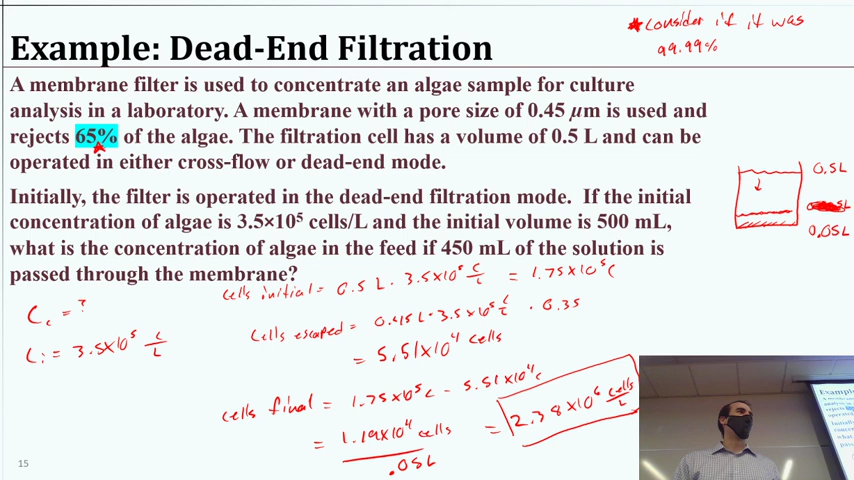 *consider if it was
99.99%
Example: Dead-End Filtration
A membrane filter is used to concentrate an algae sample for culture
analysis in a laboratory. A membrane with a pore size of 0.45 µm is used and
rejects 65% of the algae. The filtration cell has a volume of 0.5 L and can be
operated in either cross-flow or dead-end mode.
Initially, the filter is operated in the dead-end filtration mode. If the initial
concentration of algae is 3.5×10⁵ cells/L and the initial volume is 500 mL,
what is the concentration of algae in the feed if 450 mL of the solution is
passed through the membrane?
0.5L
0.05L
Cells initial = 0.5 L · 3.5×10⁵ C/L = 1.75×10⁵ C
Cc = ?
Ci = 3.5×10⁵ C/L
Cells escaped = 0.45L · 3.5×10⁵ C/L · 0.35
= 5.51×10⁴ cells
cells final = 1.75×10⁵C - 5.51×10⁴C
= 1.19×10⁴ cells
.05L
= 2.38×10⁶ cells/L
15